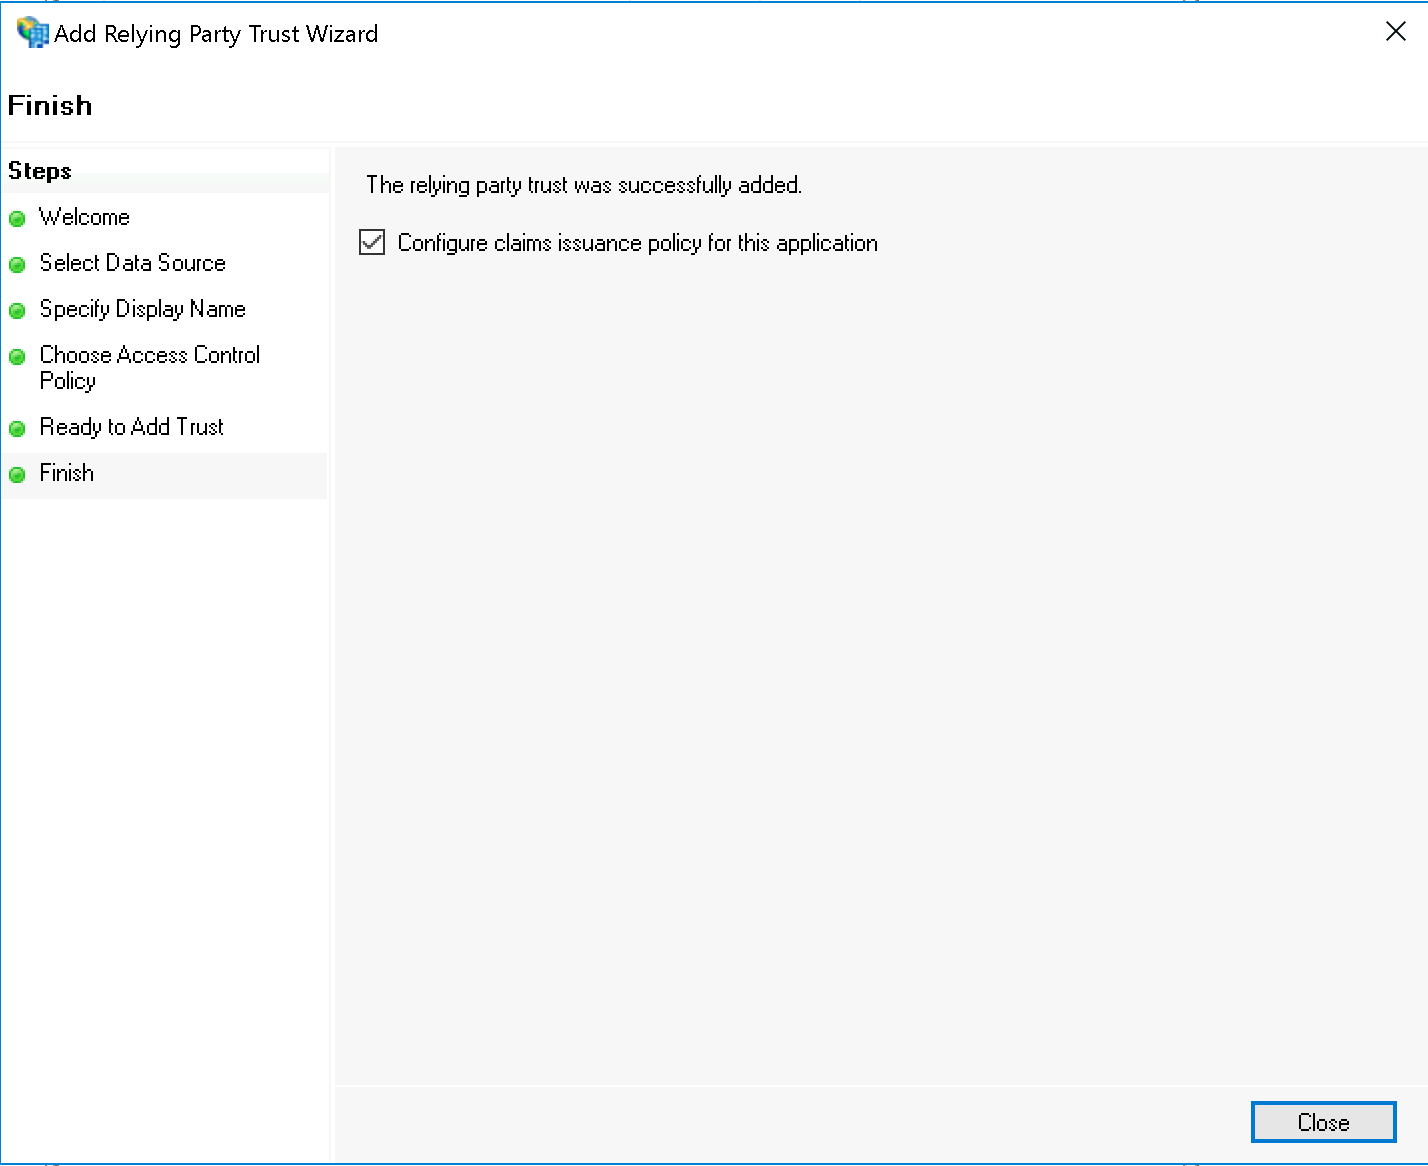 Add Relying Party Trust Wizard
Finish
Steps
Welcome
Select Data Source
Specify Display Name
Choose Access Control
Policy
Ready to Add Trust
Finish
The relying party trust was successfully added.
Configure claims issuance policy for this application
Close